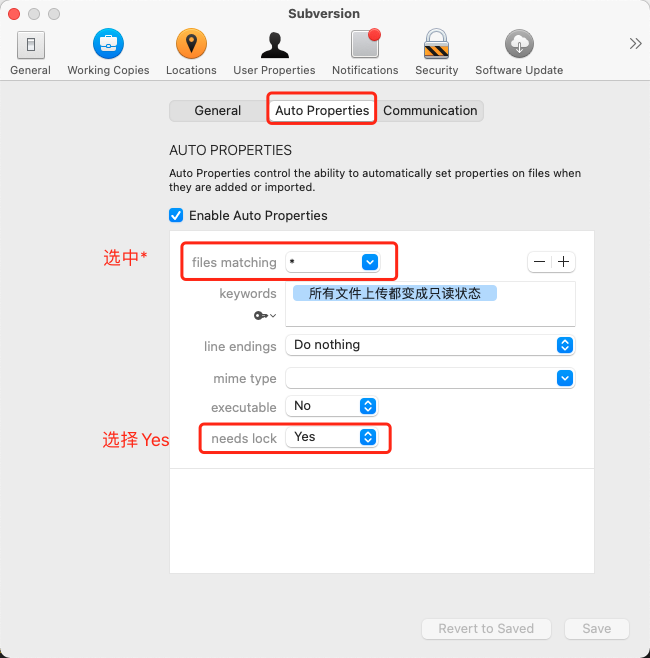 Subversion
General
Working Copies
Locations
User Properties
Notifications
Security
Software Update
General
Auto Properties
Communication
AUTO PROPERTIES
Auto Properties control the ability to automatically set properties on files when
they are added or imported.
Enable Auto Properties
选中*
files matching
*
keywords
所有文件上传都变成只读状态
line endings
Do nothing
mime type
executable
No
选择 Yes
needs lock
Yes
Revert to Saved
Save